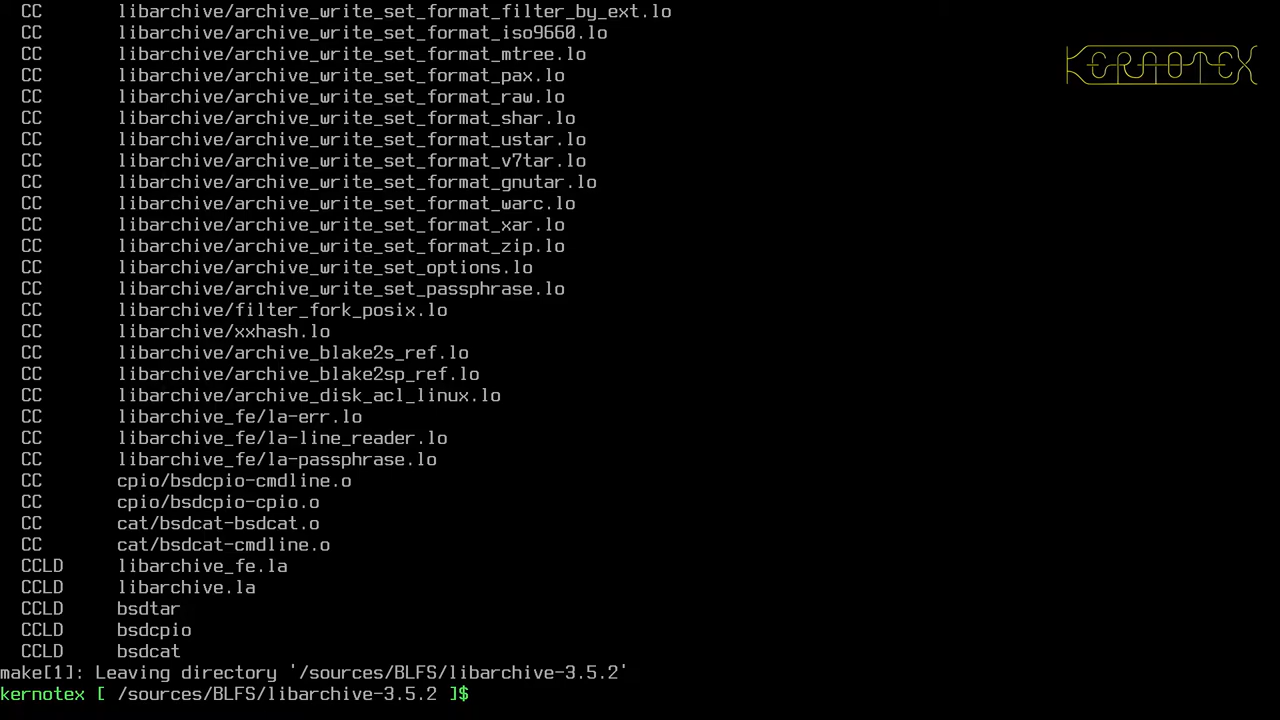 CC libarchive/archive_write_set_format_filter_by_ext.lo
CC libarchive/archive_write_set_format_iso9660.lo
CC libarchive/archive_write_set_format_mtree.lo
CC libarchive/archive_write_set_format_pax.lo
CC libarchive/archive_write_set_format_raw.lo
CC libarchive/archive_write_set_format_shar.lo
CC libarchive/archive_write_set_format_ustar.lo
CC libarchive/archive_write_set_format_v7tar.lo
CC libarchive/archive_write_set_format_gnutar.lo
CC libarchive/archive_write_set_format_warc.lo
CC libarchive/archive_write_set_format_xar.lo
CC libarchive/archive_write_set_format_zip.lo
CC libarchive/archive_write_set_options.lo
CC libarchive/archive_write_set_passphrase.lo
CC libarchive/filter_fork_posix.lo
CC libarchive/xxhash.lo
CC libarchive/archive_blake2s_ref.lo
CC libarchive/archive_blake2sp_ref.lo
CC libarchive/archive_disk_acl_linux.lo
CC libarchive_fe/la-err.lo
CC libarchive_fe/la-line_reader.lo
CC libarchive_fe/la-passphrase.lo
CC cpio/bsdcpio-cmdline.o
CC cpio/bsdcpio-cpio.o
CC cat/bsdcat-bsdcat.o
CC cat/bsdcat-cmdline.o
CCLD libarchive_fe.la
CCLD libarchive.la
CCLD bsdtar
CCLD bsdcpio
CCLD bsdcat
make[1]: Leaving directory '/sources/BLFS/libarchive-3.5.2'
kernotex [ /sources/BLFS/libarchive-3.5.2 ]$
KERNOTEX